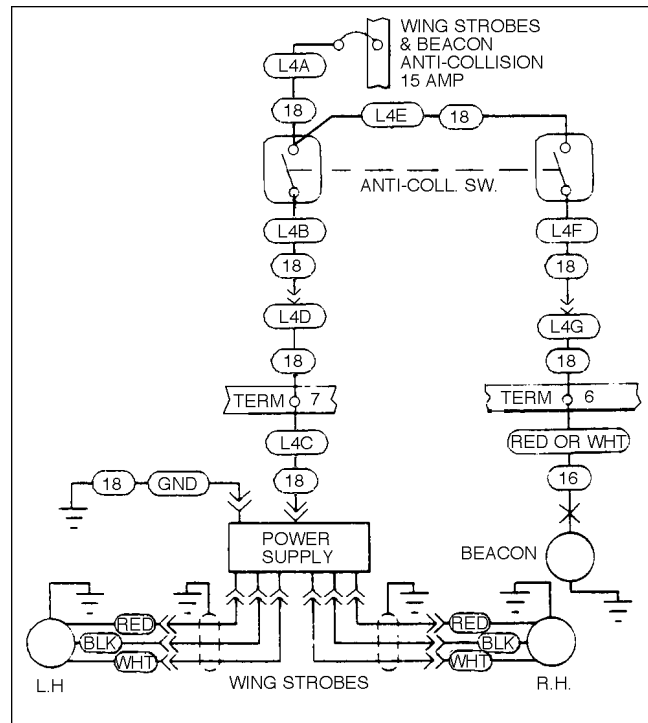 WING STROBES
& BEACON
ANTI-COLLISION
15 AMP
L4A
18
L4E
18
ANTI-COLL. SW.
L4B
L4F
18
18
L4D
L4G
18
18
TERM 7
TERM 6
L4C
RED OR WHT
18
GND
18
16
POWER
SUPPLY
BEACON
RED
RED
BLK
BLK
WHT
WHT
L.H
WING STROBES
R.H.